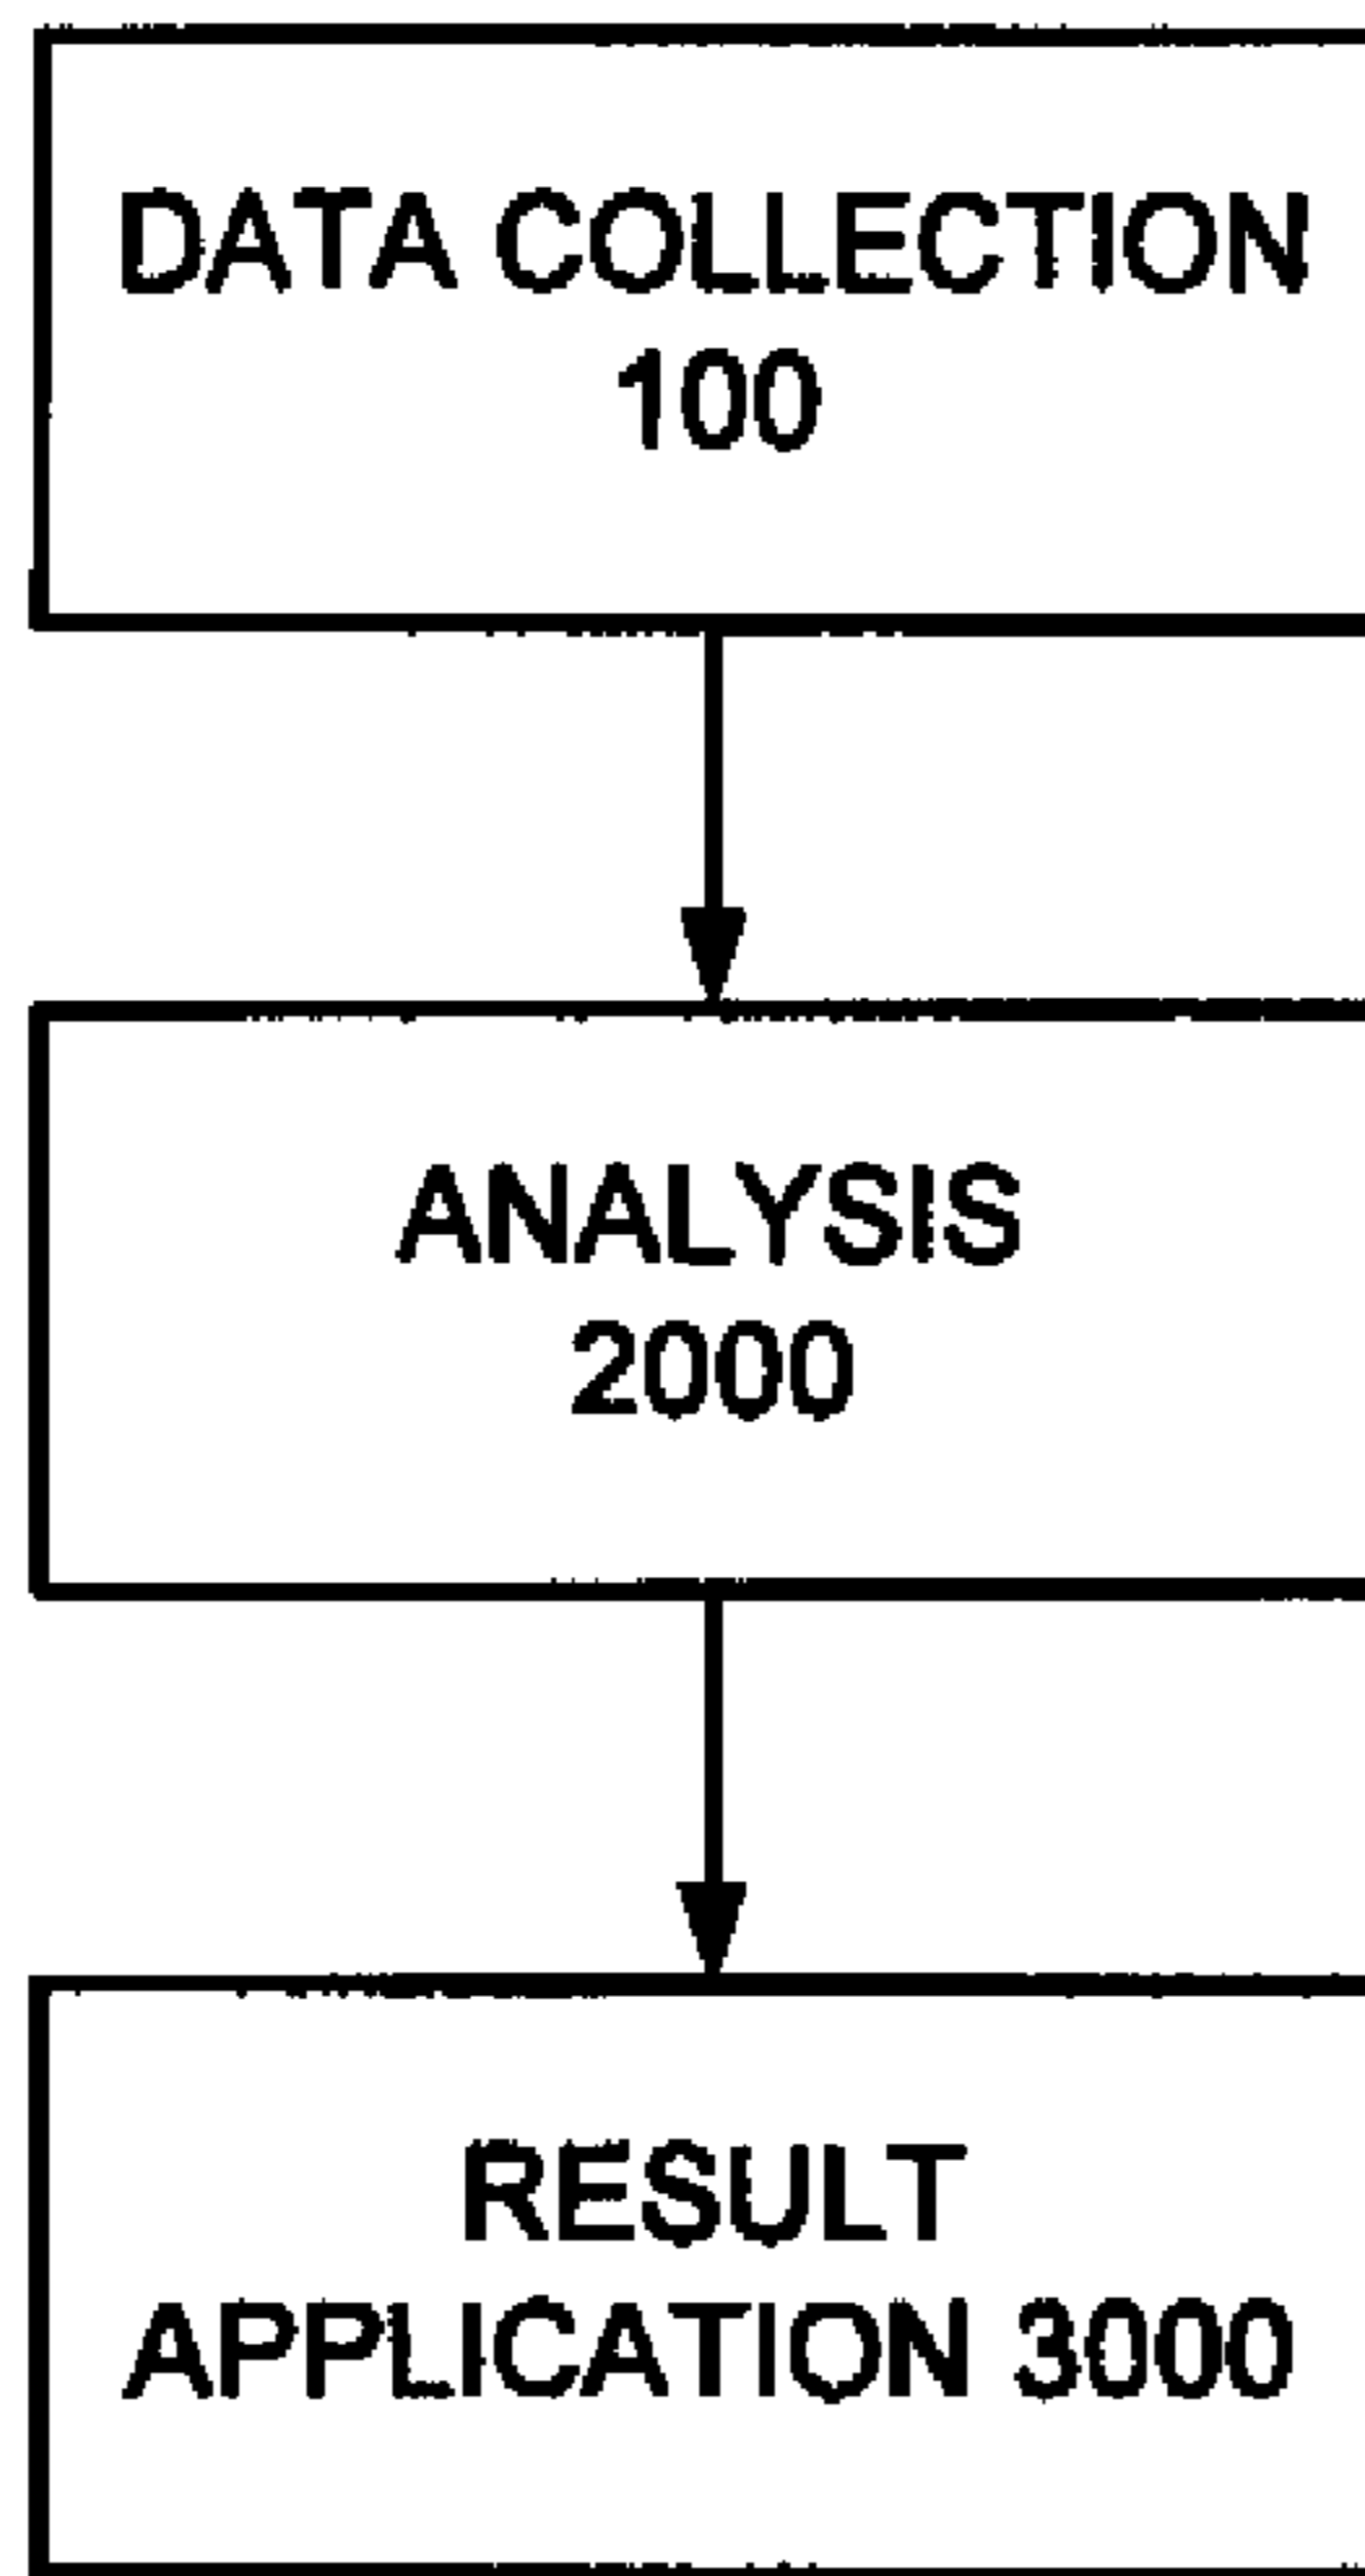 DATA COLLECTION
100
ANALYSIS
2000
RESULT
APPLICATION 3000